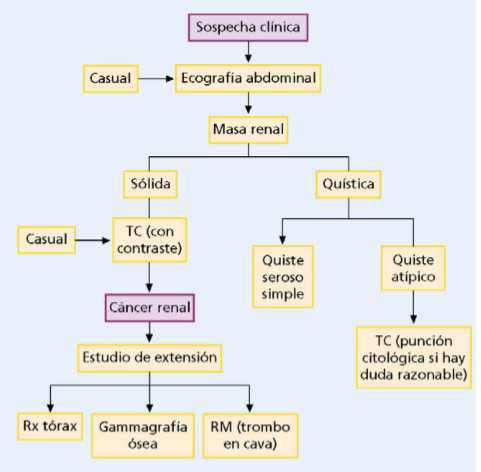 Sospecha clínica
Casual
Ecografía abdominal
Masa renal
Sólida
Quística
Casual
TC (con
contraste)
Quiste
seroso
simple
Quiste
atípico
Cáncer renal
TC (punción
citológica si hay
duda razonable)
Estudio de extensión
Rx tórax
Gammagrafía
ósea
RM (trombo
en cava)